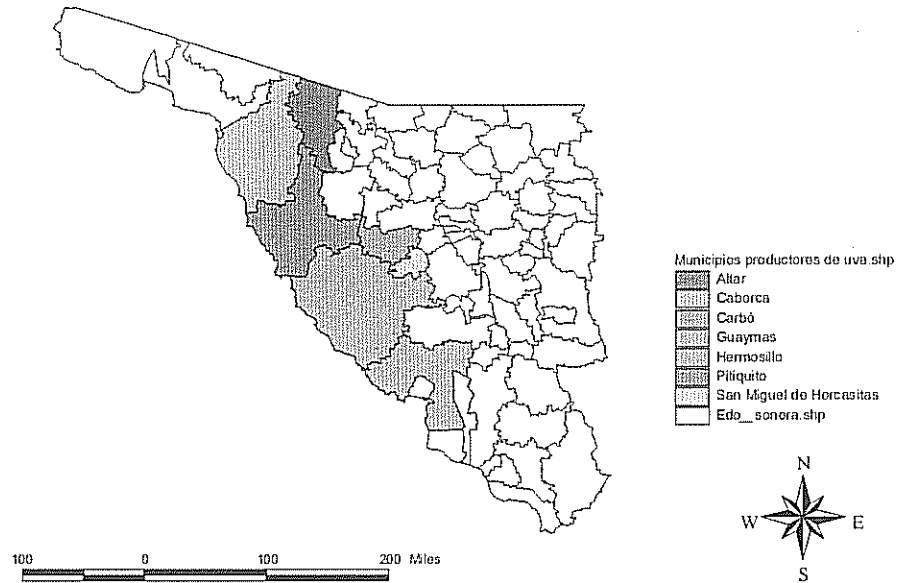 Municipios productores de uva.shp
Altar
Caborca
Carbó
Guaymas
Hermosillo
Pitiquito
San Miguel de Horcasitas
Edo__sonora.shp
N
W E
S
100 0 100 200 Miles